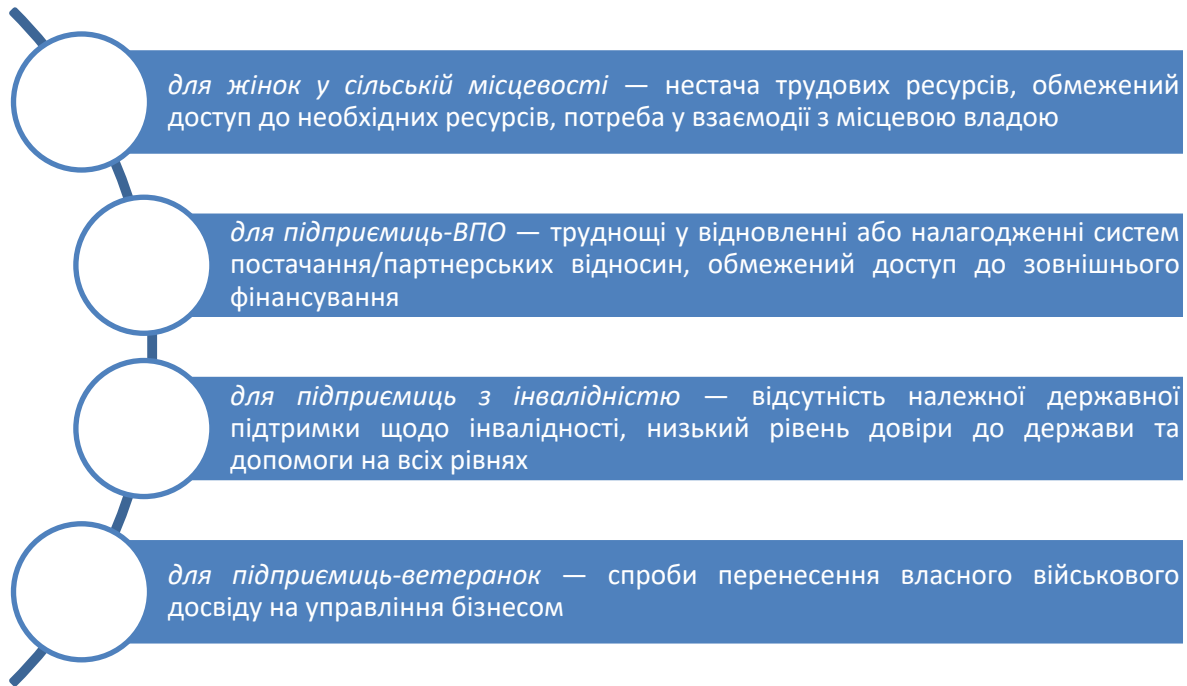 для жінок у сільській місцевості — нестача трудових ресурсів, обмежений
доступ до необхідних ресурсів, потреба у взаємодії з місцевою владою
для підприємиць-ВПО — труднощі у відновленні або налагодженні систем
постачання/партнерських відносин, обмежений доступ до зовнішнього
фінансування
для підприємиць з інвалідністю — відсутність належної державної
підтримки щодо інвалідності, низький рівень довіри до держави та
допомоги на всіх рівнях
для підприємиць-ветеранок — спроби перенесення власного військового
досвіду на управління бізнесом